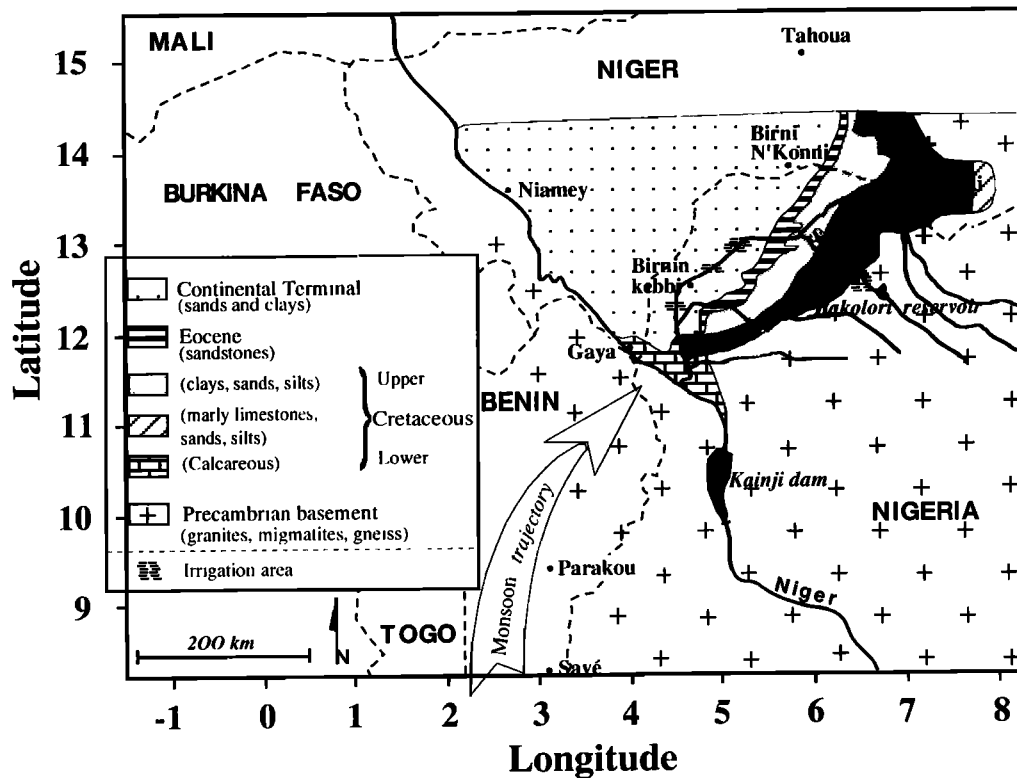 MALI
Tahoua
NIGER
15
14
13
12
11
10
9
Latitude
Birni
N'Konni
BURKINA FASO
Niamey
Birnin
kebbi
Continental Terminal
(sands and clays)
Eocene
(sandstones)
(clays, sands, silts)
Upper
(marly limestones,
sands, silts)
Cretaceous
(Calcareous)
Lower
Precambrian basement
(granites, migmatites, gneiss)
Irrigation area
reservoir
Gaya
BENIN
Kainji dam
NIGERIA
Monsoon trajectory
Parakou
Niger
TOGO
200 km
N
Savé
-1 0 1 2 3 4 5 6 7 8
Longitude